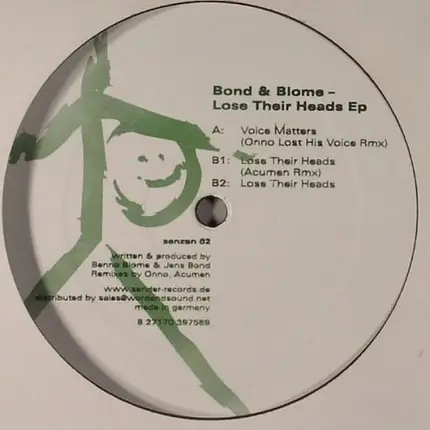 Bond & Blome –
Lose Their Heads Ep
A: Voice Matters
(Onno Lost His Voice Rmx)
B1: Lose Their Heads
(Acumen Rmx)
B2: Lose Their Heads
written & produced by
Benno Blome & Jens Bond
Remixes by Onno, Acumen
www.sender-records.de
distributed by sales@wordandsound.net
made in germany
8 27170 397569